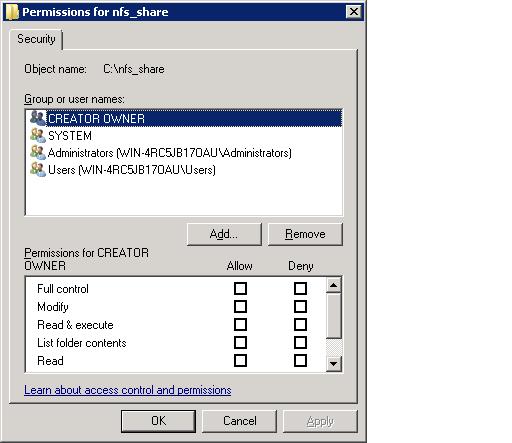 Permissions for nfs_share
Security
Object name: C:\nfs_share
Group or user names:
CREATOR OWNER
SYSTEM
Administrators (WIN-4RC5JB17OAU\Administrators)
Users (WIN-4RC5JB17OAU\Users)
Add...
Remove
Permissions for CREATOR
OWNER
Allow
Deny
Full control
Modify
Read & execute
List folder contents
Read
Learn about access control and permissions
OK
Cancel
Apply